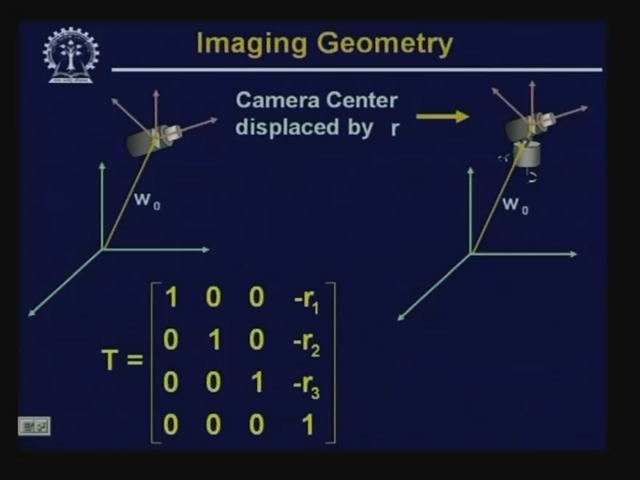 Imaging Geometry
Camera Center
displaced by r
w0
w0
T =
1 0 0 -r1
0 1 0 -r2
0 0 1 -r3
0 0 0 1